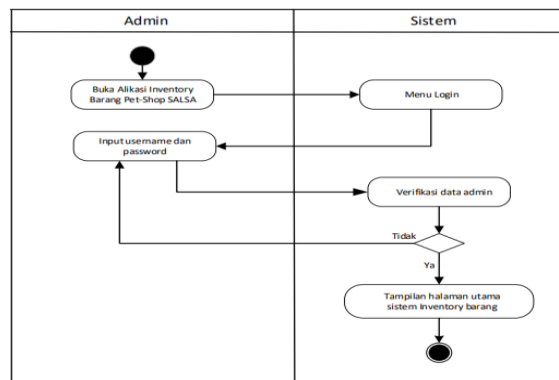 Admin
Sistem
Buka Alikasi Inventory
Barang Pet-Shop SALSA
Menu Login
Input username dan
password
Verifikasi data admin
Tidak
Ya
Tampilan halaman utama
sistem Inventory barang